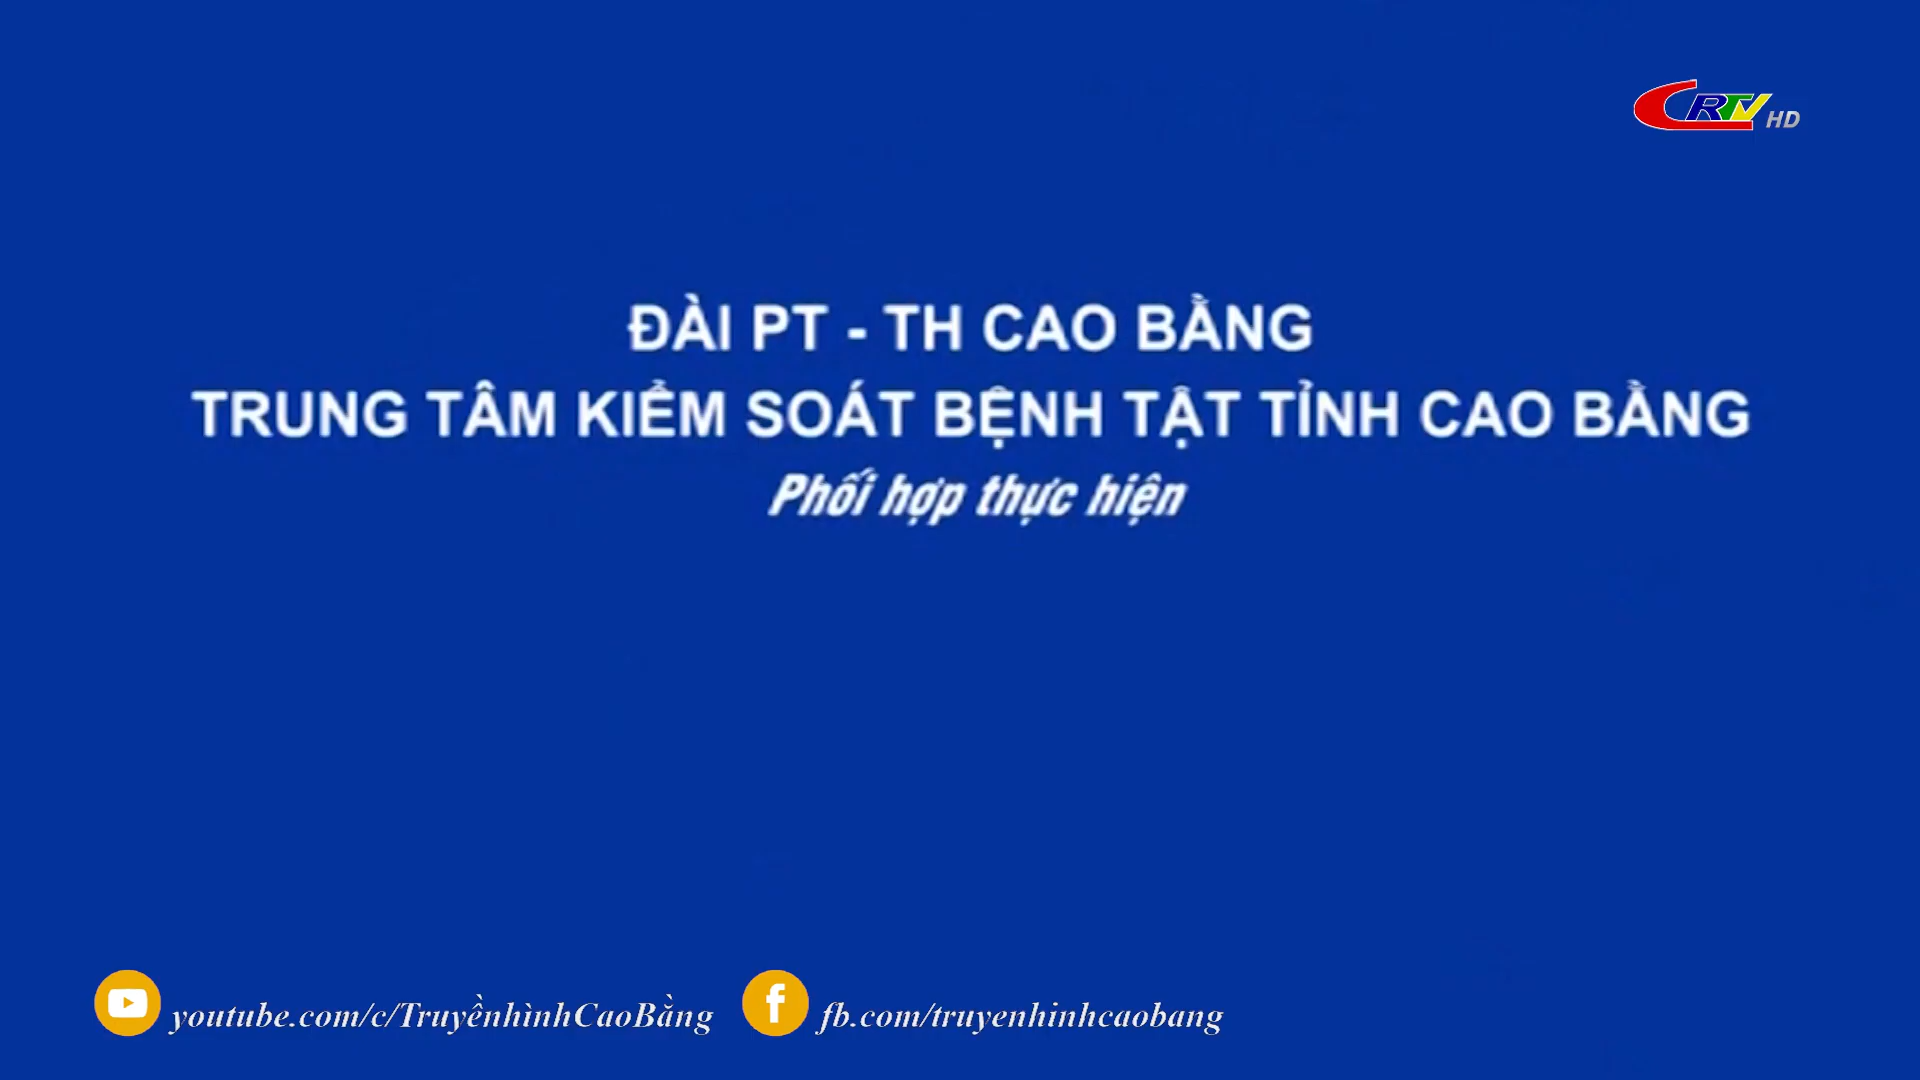 CRTV HD
ĐÀI PT - TH CAO BẰNG
TRUNG TÂM KIỂM SOÁT BỆNH TẬT TỈNH CAO BẰNG
Phối hợp thực hiện
youtube.com/c/TruyềnhìnhCaoBằng
fb.com/truyenhinhcaobang